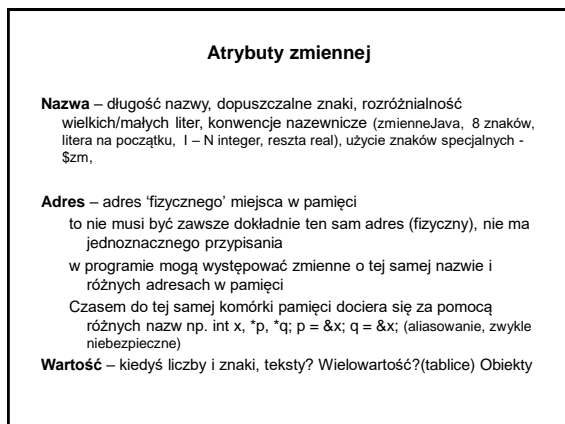 Atrybuty zmiennej
Nazwa – długość nazwy, dopuszczalne znaki, rozróżnialność
wielkich/małych liter, konwencje nazewnicze (zmienneJava, 8 znaków,
litera na początku, I – N integer, reszta real), użycie znaków specjalnych -
$zm,
Adres – adres ‘fizycznego’ miejsca w pamięci
to nie musi być zawsze dokładnie ten sam adres (fizyczny), nie ma
jednoznacznego przypisania
w programie mogą występować zmienne o tej samej nazwie i
różnych adresach w pamięci
Czasem do tej samej komórki pamięci dociera się za pomocą
różnych nazw np. int x, *p, *q; p = &x; q = &x; (aliasowanie, zwykle
niebezpieczne)
Wartość – kiedyś liczby i znaki, teksty? Wielowartość?(tablice) Obiekty